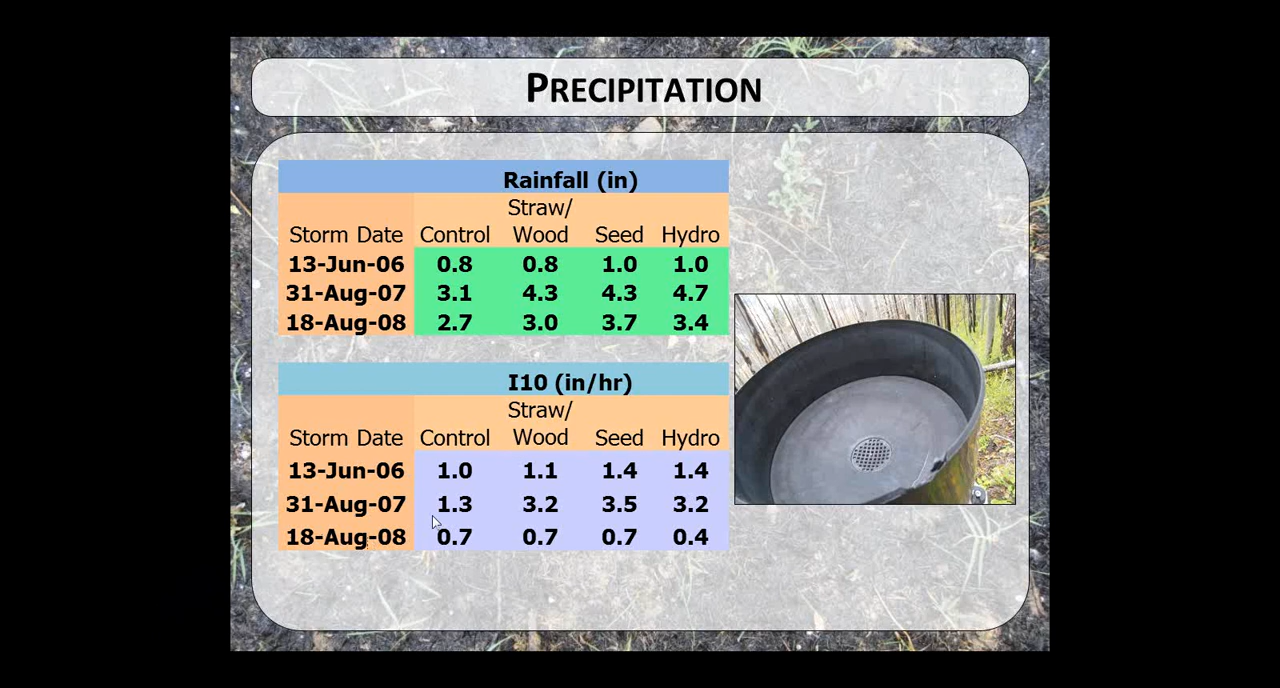 PRECIPITATION
Rainfall (in)
Straw/
Storm Date Control Wood Seed Hydro
13-Jun-06 0.8 0.8 1.0 1.0
31-Aug-07 3.1 4.3 4.3 4.7
18-Aug-08 2.7 3.0 3.7 3.4
I10 (in/hr)
Straw/
Storm Date Control Wood Seed Hydro
13-Jun-06 1.0 1.1 1.4 1.4
31-Aug-07 1.3 3.2 3.5 3.2
18-Aug-08 0.7 0.7 0.7 0.4